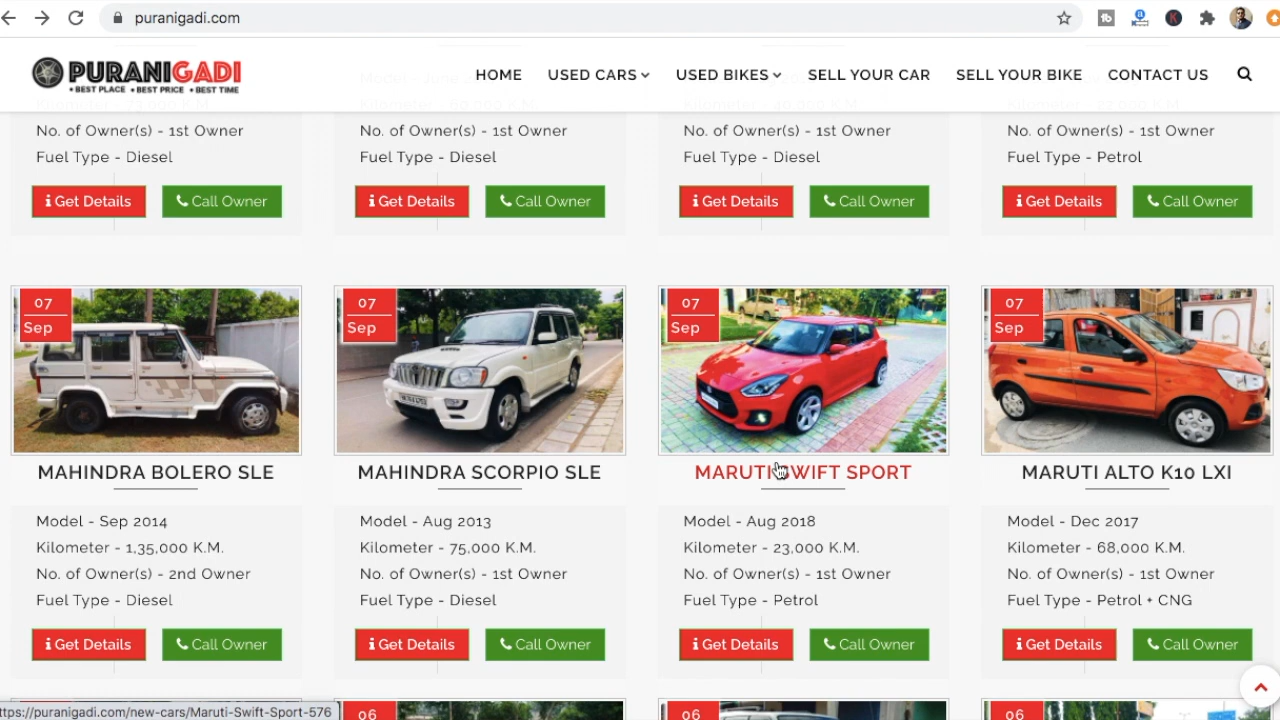 puranigadi.com
PURANIGADI
• BEST PLACE • BEST PRICE • BEST TIME
HOME USED CARS USED BIKES SELL YOUR CAR SELL YOUR BIKE CONTACT US
No. of Owner(s) - 1st Owner
Fuel Type - Diesel
Get Details Call Owner
No. of Owner(s) - 1st Owner
Fuel Type - Diesel
Get Details Call Owner
No. of Owner(s) - 1st Owner
Fuel Type - Diesel
Get Details Call Owner
No. of Owner(s) - 1st Owner
Fuel Type - Petrol
Get Details Call Owner
07
Sep
MAHINDRA BOLERO SLE
Model - Sep 2014
Kilometer - 1,35,000 K.M.
No. of Owner(s) - 2nd Owner
Fuel Type - Diesel
Get Details Call Owner
07
Sep
MAHINDRA SCORPIO SLE
Model - Aug 2013
Kilometer - 75,000 K.M.
No. of Owner(s) - 1st Owner
Fuel Type - Diesel
Get Details Call Owner
07
Sep
MARUTI SWIFT SPORT
Model - Aug 2018
Kilometer - 23,000 K.M.
No. of Owner(s) - 1st Owner
Fuel Type - Petrol
Get Details Call Owner
07
Sep
MARUTI ALTO K10 LXI
Model - Dec 2017
Kilometer - 68,000 K.M.
No. of Owner(s) - 1st Owner
Fuel Type - Petrol + CNG
Get Details Call Owner
06
06
06
ttps://puranigadi.com/new-cars/Maruti-Swift-Sport-576